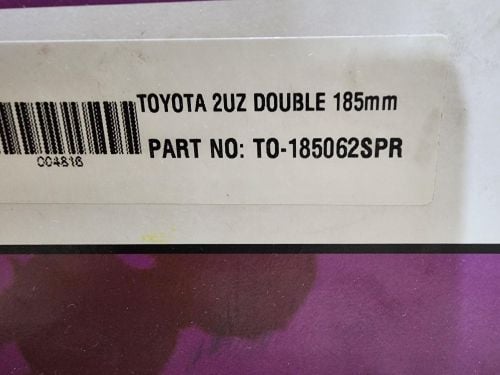 TOYOTA 2UZ DOUBLE 185mm
PART NO: TO-185062SPR
004816